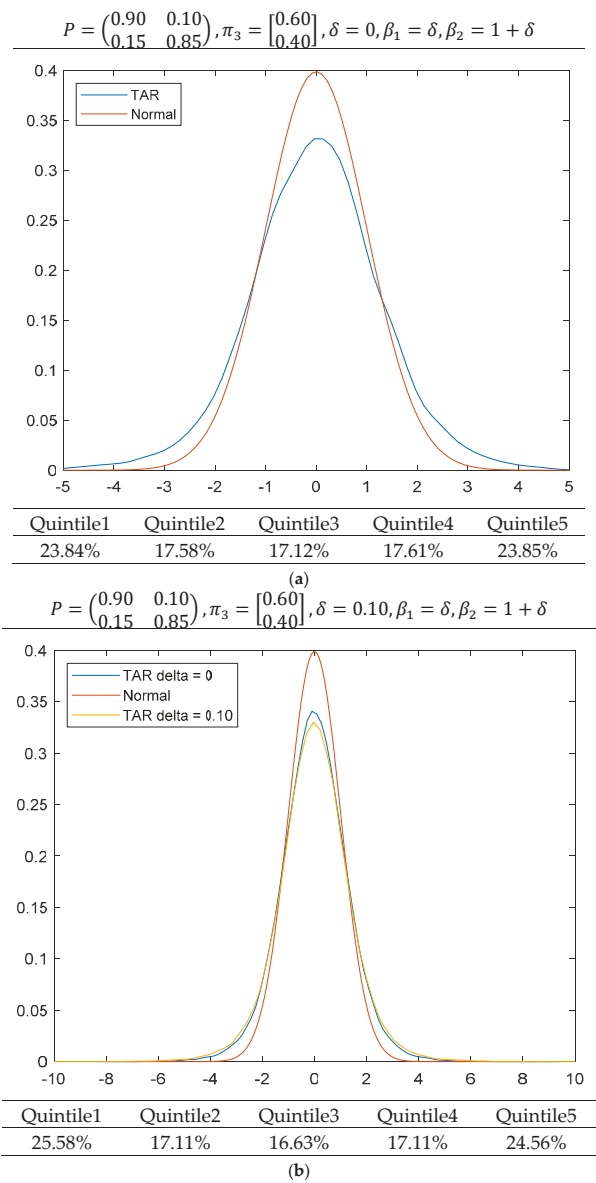 P = (0.90 0.10
0.15 0.85), π₃ = [0.60
0.40], δ = 0, β₁ = δ, β₂ = 1 + δ
0.4
0.35
0.3
0.25
0.2
0.15
0.1
0.05
0
TAR
Normal
-5 -4 -3 -2 -1 0 1 2 3 4 5
Quintile1 Quintile2 Quintile3 Quintile4 Quintile5
23.84% 17.58% 17.12% 17.61% 23.85%
(a)
P = (0.90 0.10
0.15 0.85), π₃ = [0.60
0.40], δ = 0.10, β₁ = δ, β₂ = 1 + δ
0.4
0.35
0.3
0.25
0.2
0.15
0.1
0.05
0
TAR delta = 0
Normal
TAR delta = 0.10
-10 -8 -6 -4 -2 0 2 4 6 8 10
Quintile1 Quintile2 Quintile3 Quintile4 Quintile5
25.58% 17.11% 16.63% 17.11% 24.56%
(b)